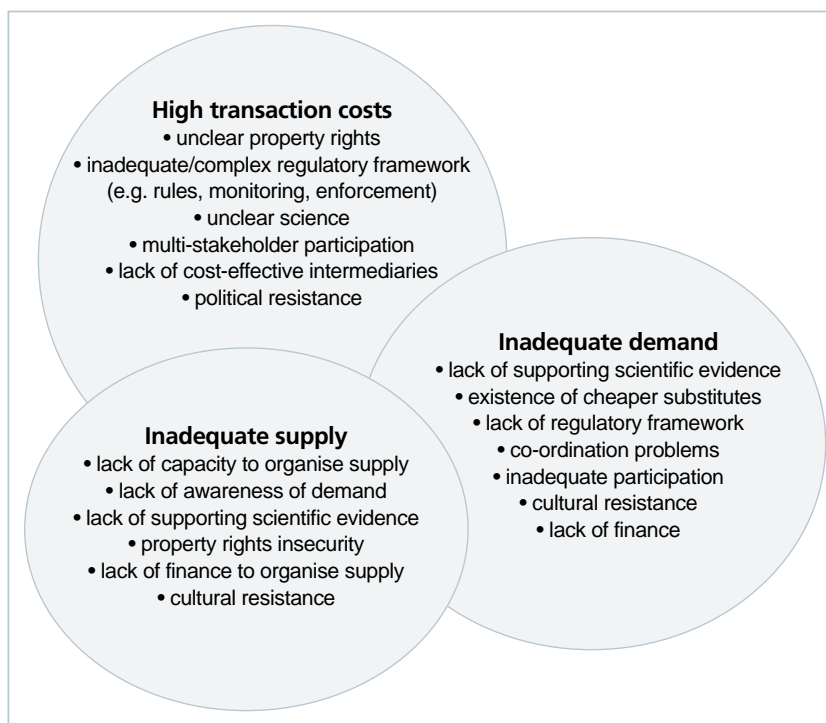 High transaction costs
• unclear property rights
• inadequate/complex regulatory framework
(e.g. rules, monitoring, enforcement)
• unclear science
• multi-stakeholder participation
• lack of cost-effective intermediaries
• political resistance
Inadequate demand
• lack of supporting scientific evidence
• existence of cheaper substitutes
• lack of regulatory framework
• co-ordination problems
• inadequate participation
• cultural resistance
• lack of finance
Inadequate supply
• lack of capacity to organise supply
• lack of awareness of demand
• lack of supporting scientific evidence
• property rights insecurity
• lack of finance to organise supply
• cultural resistance